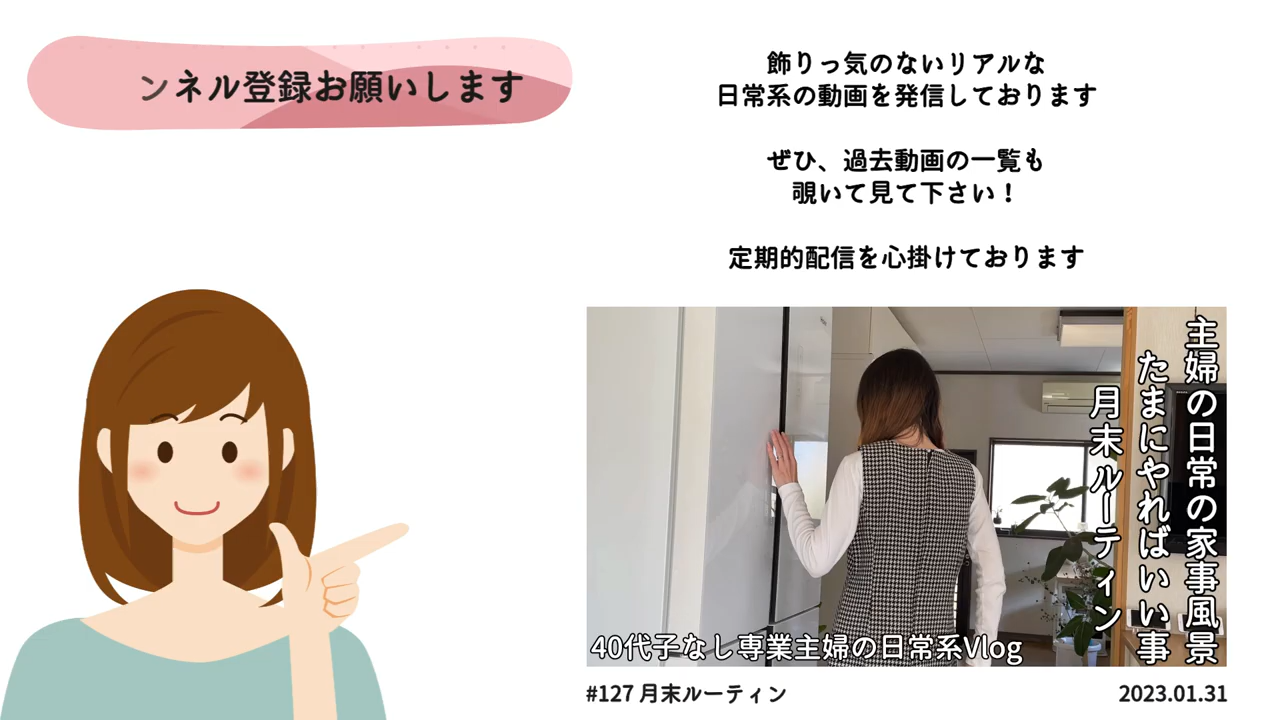 ンネル登録お願いします
飾りっ気のないリアルな
日常系の動画を発信しております
ぜひ、過去動画の一覧も
覗いて見て下さい！
定期的配信を心掛けております
主婦の日常の家事風景
たまにやればいい事
月末ルーティン
40代子なし専業主婦の日常系Vlog
#127 月末ルーティン
2023.01.31